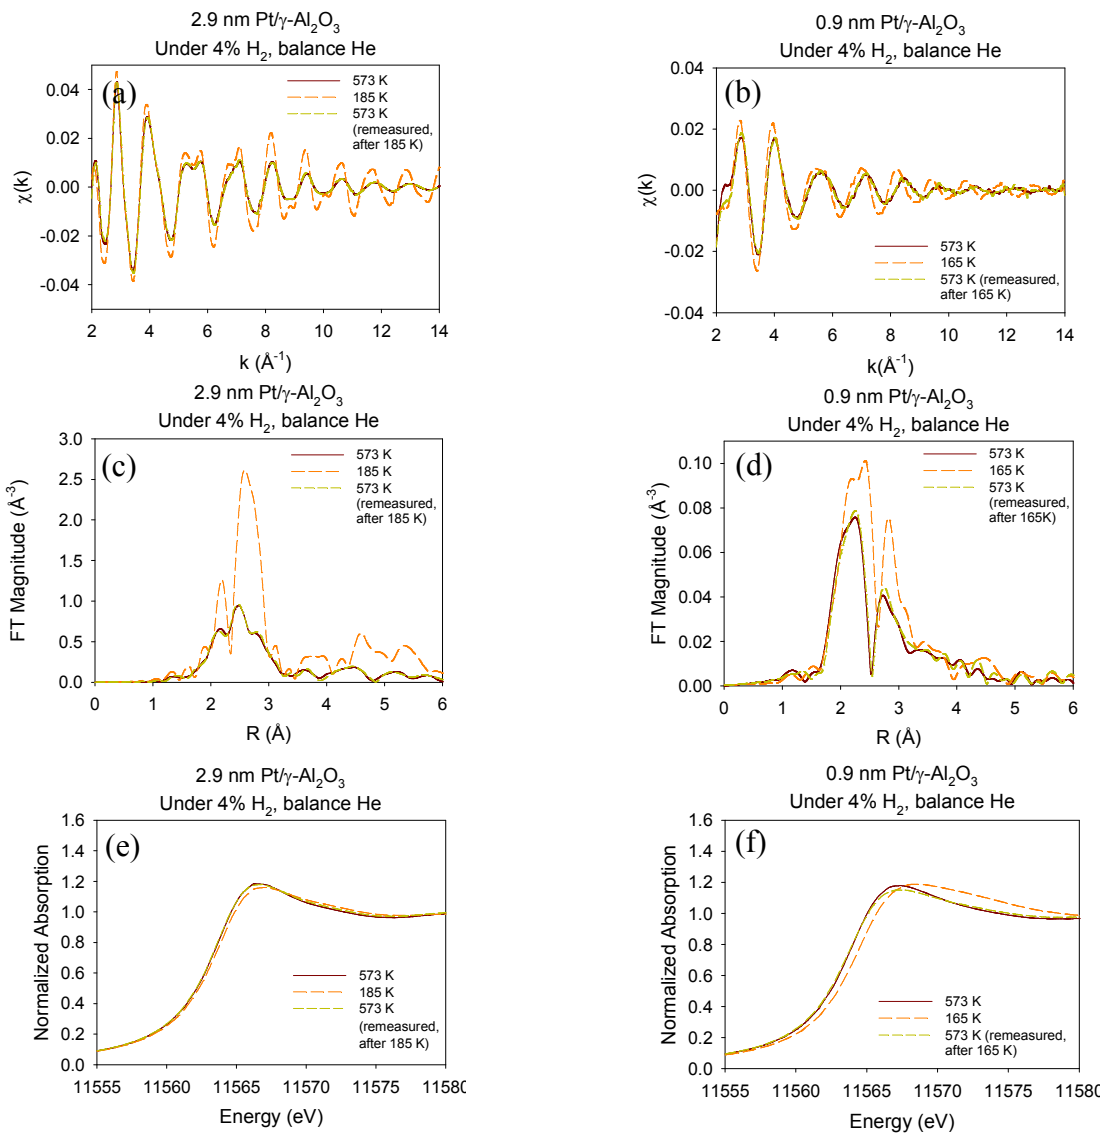 2.9 nm Pt/γ-Al₂O₃
Under 4% H₂, balance He
(a)
573 K
185 K
573 K
(remeasured,
after 185 K)
0.04
0.02
0.00
-0.02
-0.04
χ(k)
2 4 6 8 10 12 14
k (Å⁻¹)
0.9 nm Pt/γ-Al₂O₃
Under 4% H₂, balance He
(b)
0.04
0.02
0.00
-0.02
-0.04
χ(k)
573 K
165 K
573 K (remeasured,
after 165 K)
2 4 6 8 10 12 14
k(Å⁻¹)
2.9 nm Pt/γ-Al₂O₃
Under 4% H₂, balance He
(c)
573 K
185 K
573 K
(remeasured,
after 185 K)
3.0
2.5
2.0
1.5
1.0
0.5
0.0
FT Magnitude (Å⁻³)
0 1 2 3 4 5 6
R (Å)
0.9 nm Pt/γ-Al₂O₃
Under 4% H₂, balance He
(d)
573 K
165 K
573 K
(remeasured,
after 165K)
0.10
0.08
0.06
0.04
0.02
0.00
FT Magnitude (Å⁻³)
0 1 2 3 4 5 6
R (Å)
2.9 nm Pt/γ-Al₂O₃
Under 4% H₂, balance He
(e)
1.6
1.4
1.2
1.0
0.8
0.6
0.4
0.2
0.0
Normalized Absorption
573 K
185 K
573 K
(remeasured,
after 185 K)
11555 11560 11565 11570 11575 11580
Energy (eV)
0.9 nm Pt/γ-Al₂O₃
Under 4% H₂, balance He
(f)
1.6
1.4
1.2
1.0
0.8
0.6
0.4
0.2
0.0
Normalized Absorption
573 K
165 K
573 K (remeasured,
after 165 K)
11555 11560 11565 11570 11575 11580
Energy (eV)